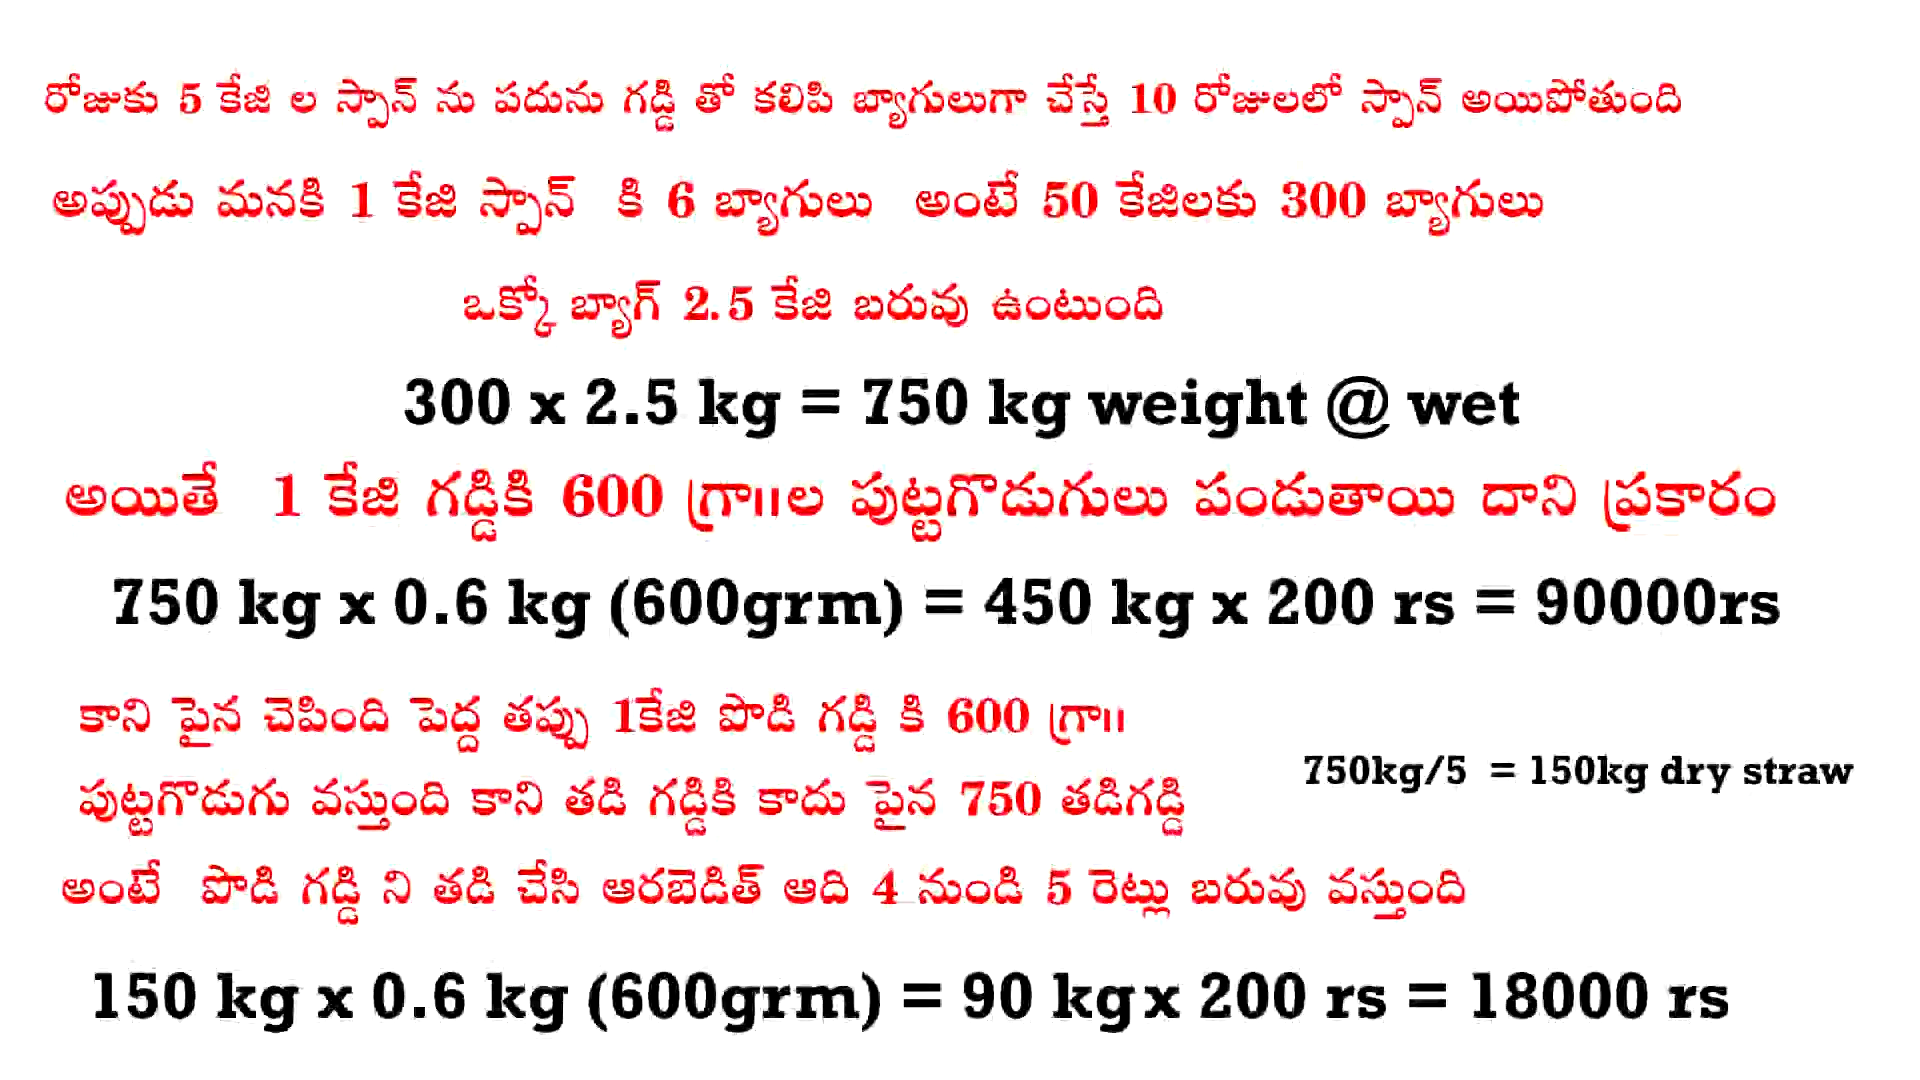 రోజుకు 5 కేజి ల స్పాన్ ను పదును గడ్డి తో కలిపి బ్యాగులుగా చేస్తే 10 రోజులలో స్పాన్ అయిపోతుంది
అప్పుడు మనకి 1 కేజి స్పాన్ కి 6 బ్యాగులు అంటే 50 కేజిలకు 300 బ్యాగులు
ఒక్కో బ్యాగ్ 2.5 కేజి బరువు ఉంటుంది
300 x 2.5 kg = 750 kg weight @ wet
అయితే 1 కేజి గడ్డికి 600 గ్రా॥ల పుట్టగొడుగులు పండుతాయి దాని ప్రకారం
750 kg x 0.6 kg (600grm) = 450 kg x 200 rs = 90000rs
కాని పైన చెపింది పెద్ద తప్పు 1కేజి పొడి గడ్డి కి 600 గ్రా॥
పుట్టగొడుగు వస్తుంది కాని తడి గడ్డికి కాదు పైన 750 తడిగడ్డి
750kg/5 = 150kg dry straw
అంటే పొడి గడ్డి ని తడి చేసి ఆరబెడిత్ ఆది 4 నుండి 5 రెట్లు బరువు వస్తుంది
150 kg x 0.6 kg (600grm) = 90 kg x 200 rs = 18000 rs